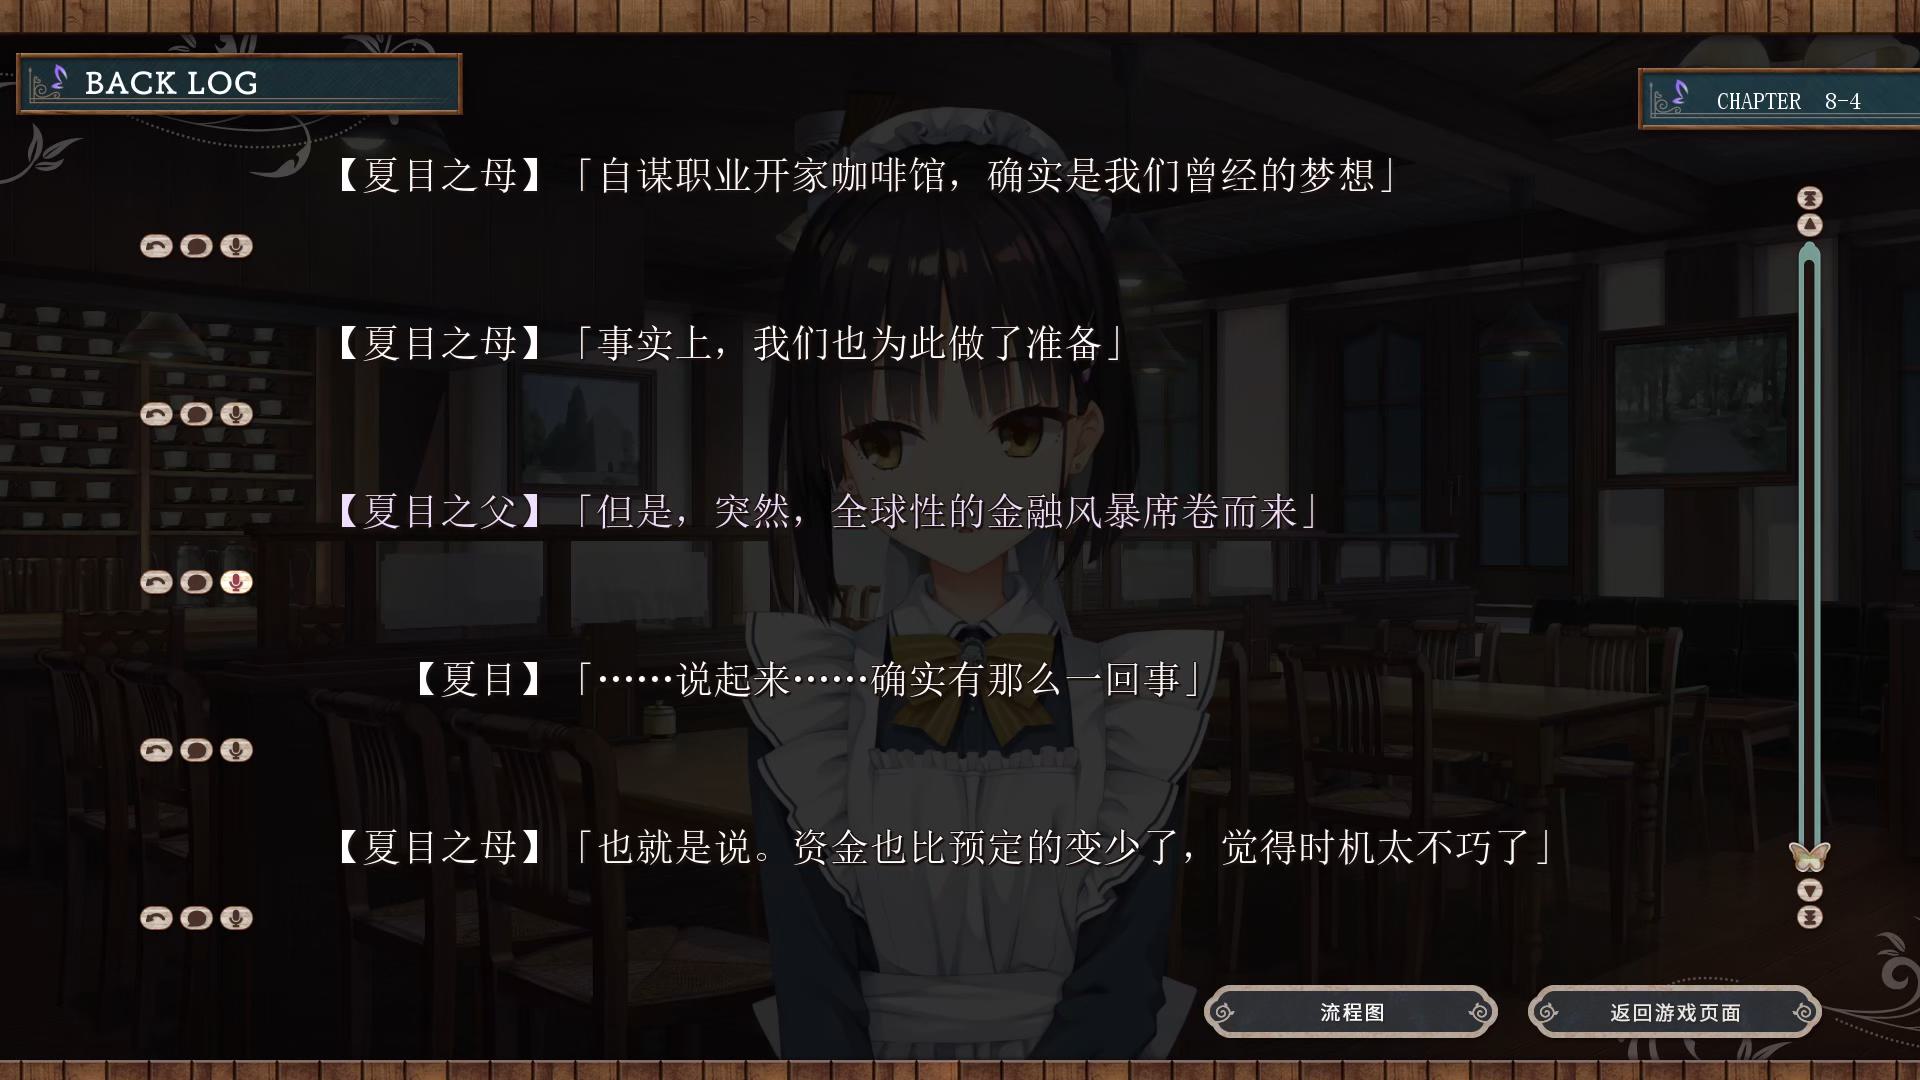 BACK LOG
CHAPTER 8-4
【夏目之母】「自谋职业开家咖啡馆，确实是我们曾经的梦想」
【夏目之母】「事实上，我们也为此做了准备」
【夏目之父】「但是，突然，全球性的金融风暴席卷而来」
【夏目】「……说起来……确实有那么一回事」
【夏目之母】「也就是说。资金也比预定的变少了，觉得时机太不巧了」
流程图
返回游戏页面